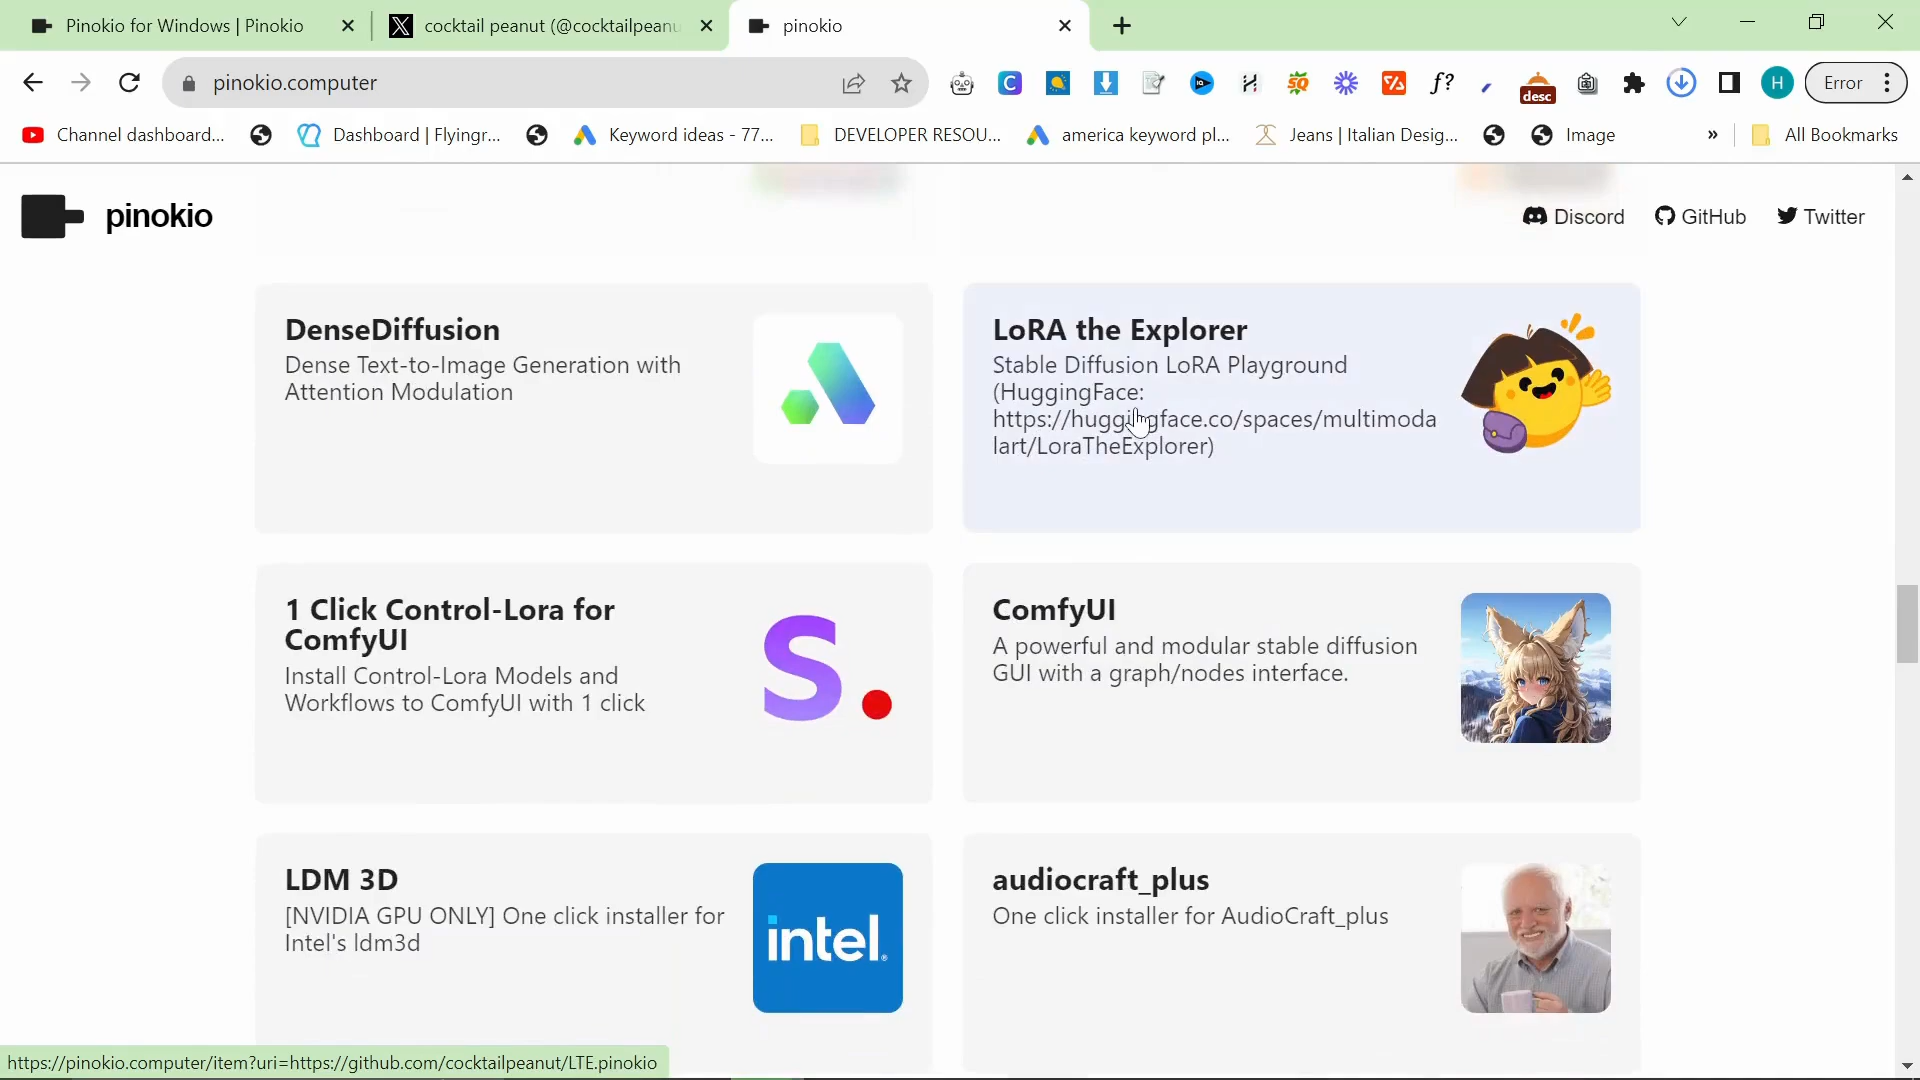 Pinokio for Windows | Pinokio
cocktail peanut (@cocktailpeanu
pinokio
pinokio.computer
desc
H
Error
Channel dashboard...
Dashboard | Flyingr...
Keyword ideas - 77...
DEVELOPER RESOU...
america keyword pl...
Jeans | Italian Desig...
Image
»
All Bookmarks
pinokio
Discord
GitHub
Twitter
DenseDiffusion
Dense Text-to-Image Generation with
Attention Modulation
LoRA the Explorer
Stable Diffusion LoRA Playground
(HuggingFace:
https://huggingface.co/spaces/multimoda
lart/LoraTheExplorer)
1 Click Control-Lora for
ComfyUI
Install Control-Lora Models and
Workflows to ComfyUI with 1 click
S.
ComfyUI
A powerful and modular stable diffusion
GUI with a graph/nodes interface.
LDM 3D
[NVIDIA GPU ONLY] One click installer for
Intel's ldm3d
intel.
audiocraft_plus
One click installer for AudioCraft_plus
https://pinokio.computer/item?uri=https://github.com/cocktailpeanut/LTE.pinokio